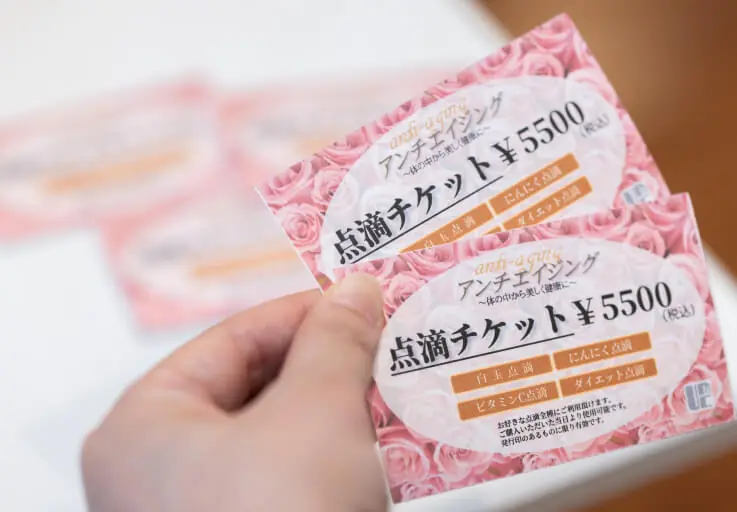 anti-aging
アンチエイジング
～体の中から美しく健康に～
点滴チケット￥5500
(税込)
白玉点滴
にんにく点滴
ダイエット点滴
anti-aging
アンチエイジング
～体の中から美しく健康に～
点滴チケット￥5500
(税込)
白玉点滴
にんにく点滴
ビタミンC点滴
ダイエット点滴
お好きな点滴全種にご利用頂けます。
ご購入いただいた当日より使用可能です。
発行印のあるものに限り有効です。